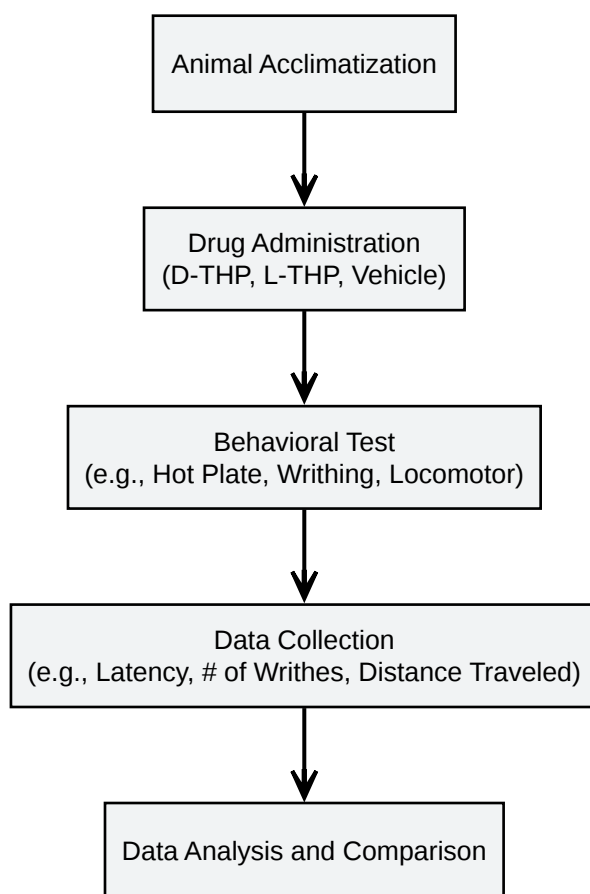 Animal Acclimatization
Drug Administration
(D-THP, L-THP, Vehicle)
Behavioral Test
(e.g., Hot Plate, Writhing, Locomotor)
Data Collection
(e.g., Latency, # of Writhes, Distance Traveled)
Data Analysis and Comparison